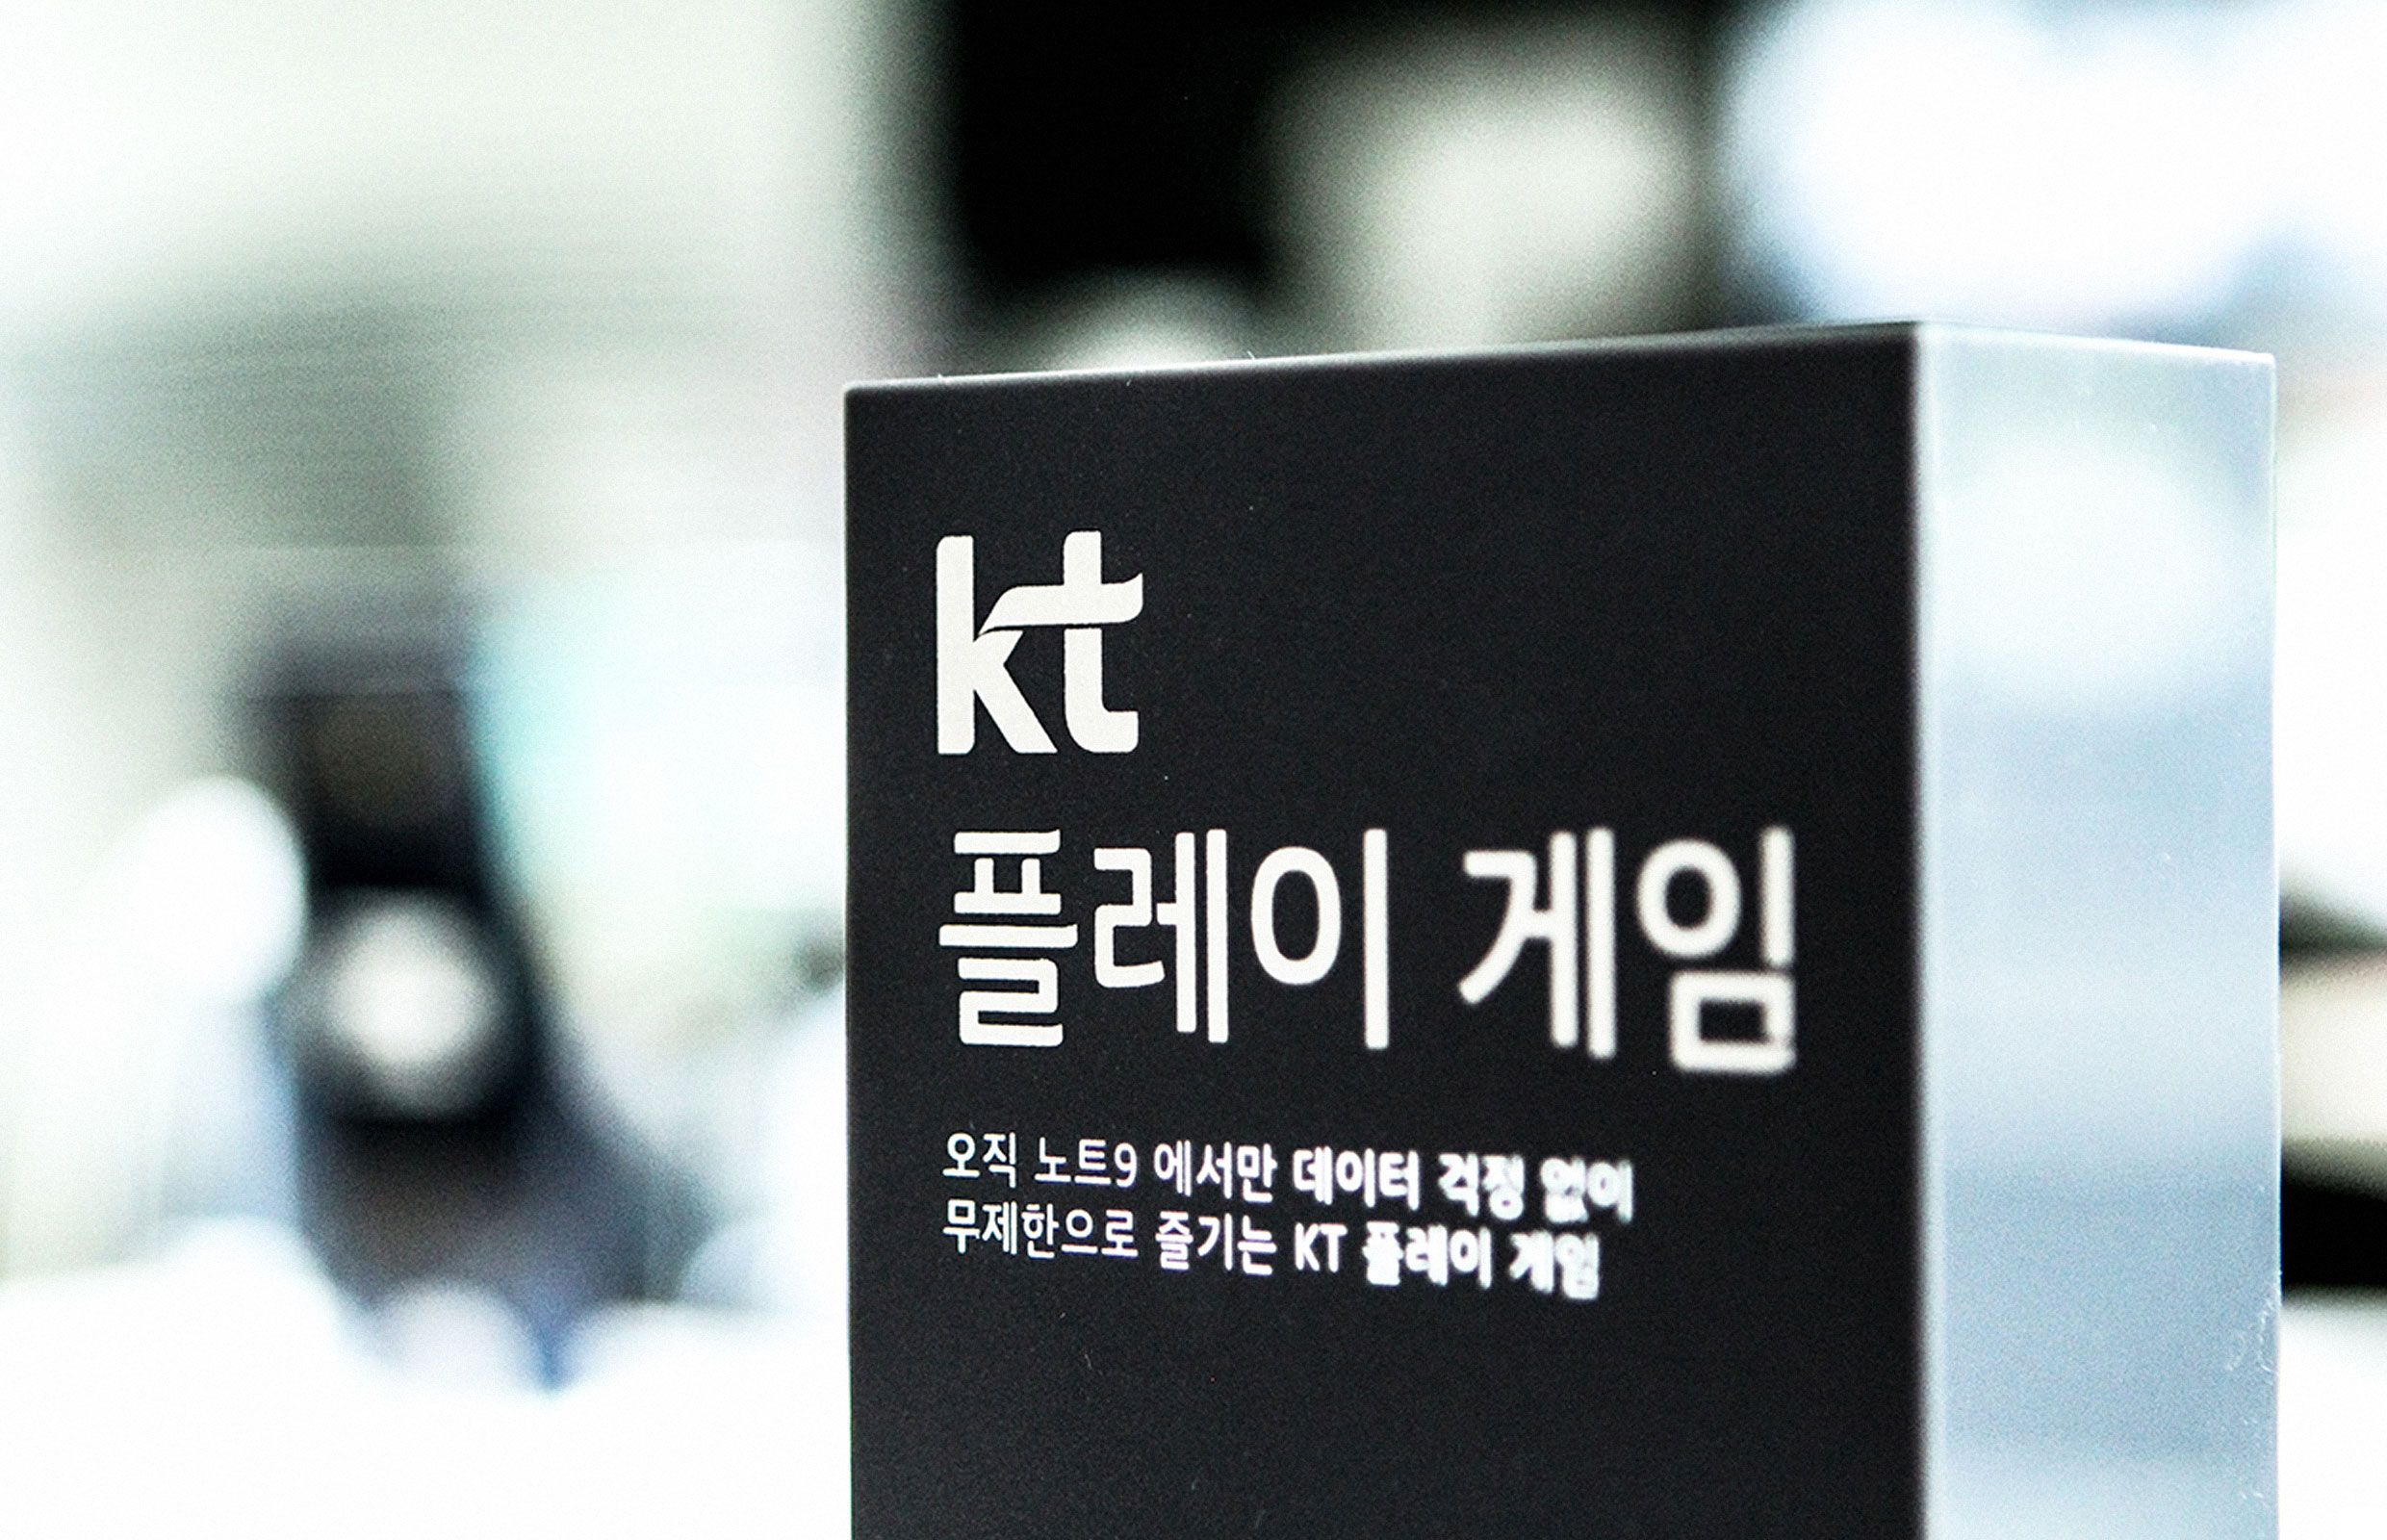 kt
플레이 게임
오직 노트9 에서만 데이터 걱정 없이
무제한으로 즐기는 KT 플레이 게임